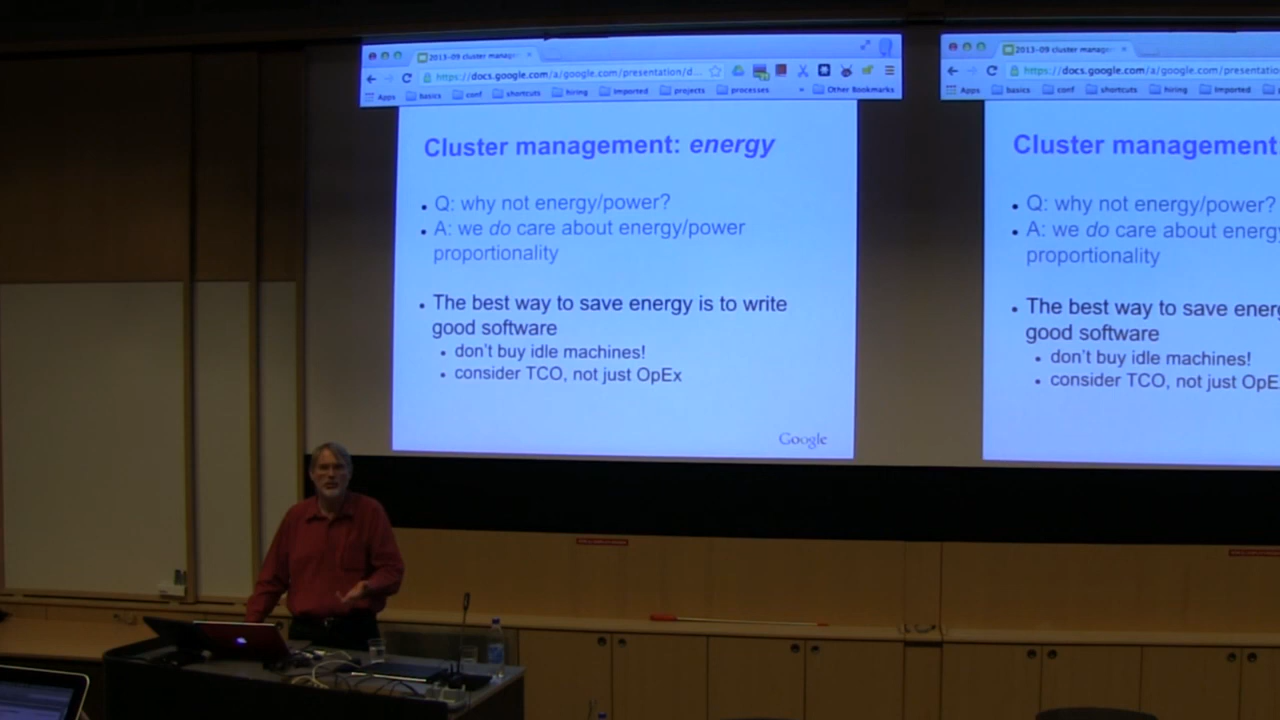 2013-09 cluster manage
https://docs.google.com/a/google.com/presentation/d...
Apps basics conf shortcuts hiring Imported projects processes » Other Bookmarks
Cluster management: energy
• Q: why not energy/power?
• A: we do care about energy/power
proportionality
• The best way to save energy is to write
good software
• don't buy idle machines!
• consider TCO, not just OpEx
Google
2013-09 cluster manage
https://docs.google.com/a/google.com/presentatio
Apps basics conf shortcuts hiring Imported
Cluster management:
• Q: why not energy/power?
• A: we do care about energy
proportionality
• The best way to save energ
good software
• don't buy idle machines!
• consider TCO, not just OpE